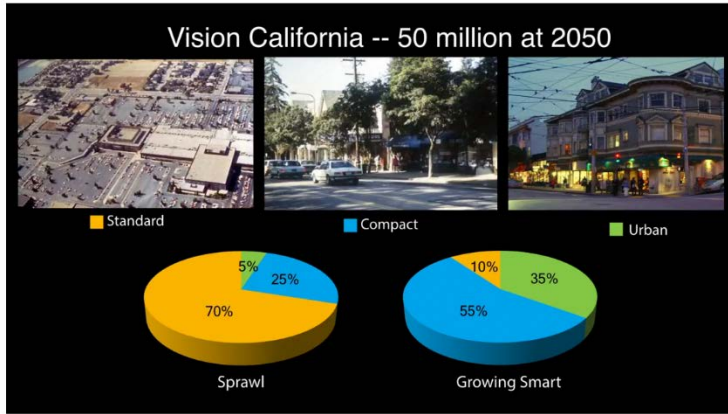 Vision California -- 50 million at 2050
Standard
Compact
Urban
5%
25%
70%
10%
35%
55%
Sprawl
Growing Smart